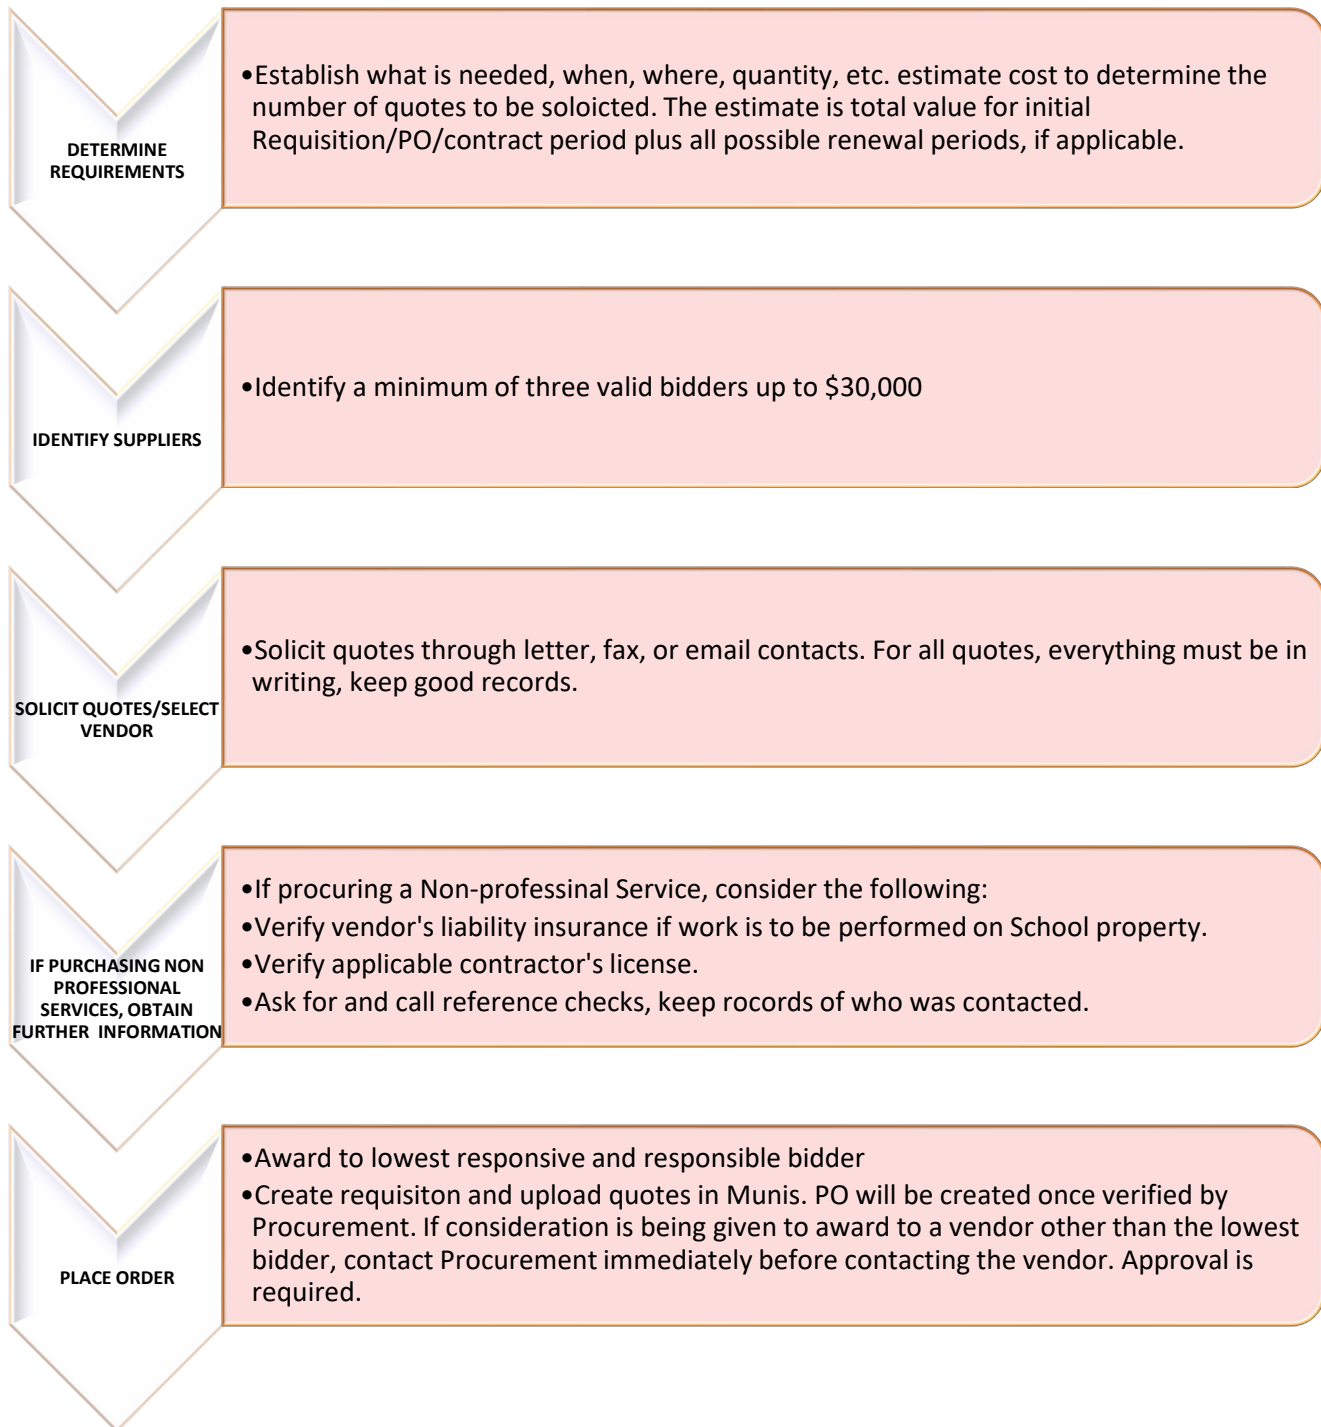 DETERMINE
REQUIREMENTS
•Establish what is needed, when, where, quantity, etc. estimate cost to determine the
number of quotes to be soloicted. The estimate is total value for initial
Requisition/PO/contract period plus all possible renewal periods, if applicable.
IDENTIFY SUPPLIERS
•Identify a minimum of three valid bidders up to $30,000
SOLICIT QUOTES/SELECT
VENDOR
•Solicit quotes through letter, fax, or email contacts. For all quotes, everything must be in
writing, keep good records.
IF PURCHASING NON
PROFESSIONAL
SERVICES, OBTAIN
FURTHER INFORMATION
•If procuring a Non-professinal Service, consider the following:
•Verify vendor's liability insurance if work is to be performed on School property.
•Verify applicable contractor's license.
•Ask for and call reference checks, keep rocords of who was contacted.
PLACE ORDER
•Award to lowest responsive and responsible bidder
•Create requisiton and upload quotes in Munis. PO will be created once verified by
Procurement. If consideration is being given to award to a vendor other than the lowest
bidder, contact Procurement immediately before contacting the vendor. Approval is
required.